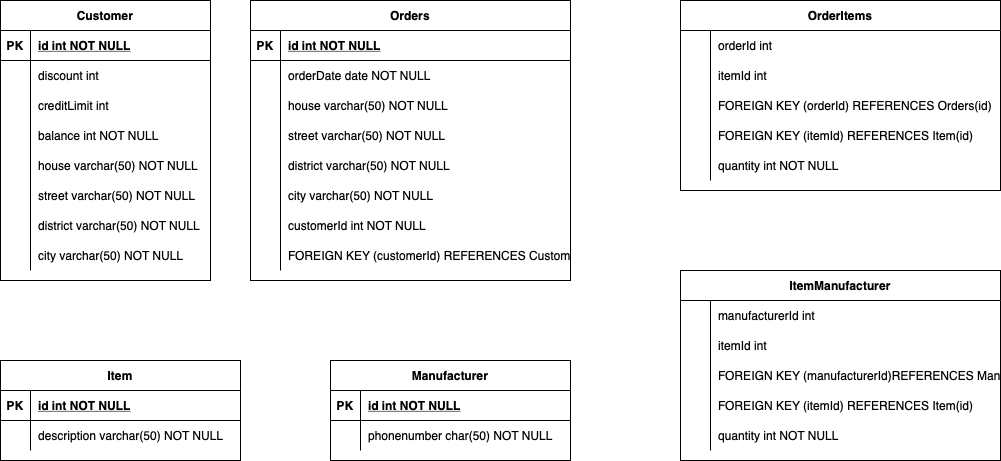 Customer
PK id int NOT NULL
discount int
creditLimit int
balance int NOT NULL
house varchar(50) NOT NULL
street varchar(50) NOT NULL
district varchar(50) NOT NULL
city varchar(50) NOT NULL
Orders
PK id int NOT NULL
orderDate date NOT NULL
house varchar(50) NOT NULL
street varchar(50) NOT NULL
district varchar(50) NOT NULL
city varchar(50) NOT NULL
customerId int NOT NULL
FOREIGN KEY (customerId) REFERENCES Custom
OrderItems
orderId int
itemId int
FOREIGN KEY (orderId) REFERENCES Orders(id)
FOREIGN KEY (itemId) REFERENCES Item(id)
quantity int NOT NULL
Item
PK id int NOT NULL
description varchar(50) NOT NULL
Manufacturer
PK id int NOT NULL
phonenumber char(50) NOT NULL
ItemManufacturer
manufacturerId int
itemId int
FOREIGN KEY (manufacturerId)REFERENCES Man
FOREIGN KEY (itemId) REFERENCES Item(id)
quantity int NOT NULL